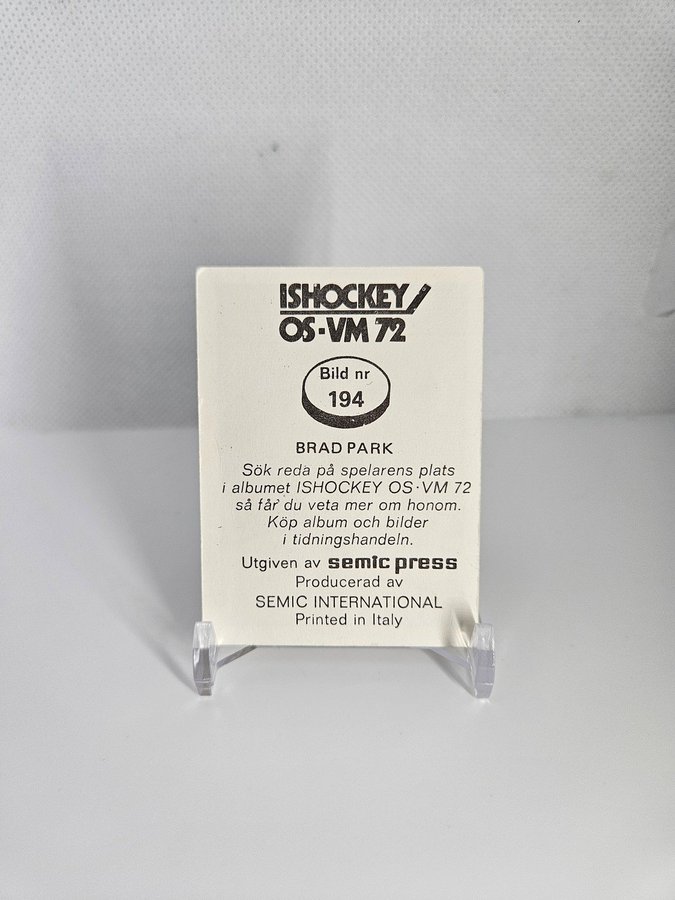 ISHOCKEY
OS·VM 72
Bild nr
194
BRAD PARK
Sök reda på spelarens plats
i albumet ISHOCKEY OS·VM 72
så får du veta mer om honom.
Köp album och bilder
i tidningshandeln.
Utgiven av semic press
Producerad av
SEMIC INTERNATIONAL
Printed in Italy